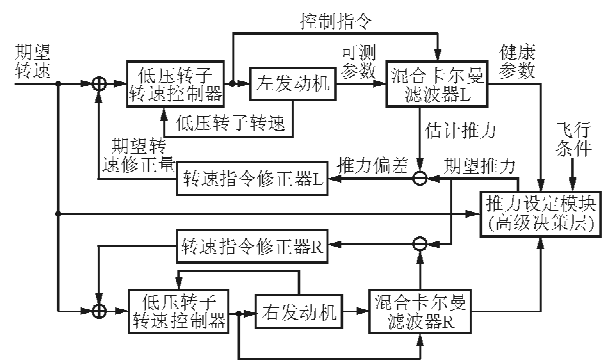 控制指令
期望
转速
低压转子
转速控制器
左发动机
可测
参数
混合卡尔曼
滤波器L
健康
参数
低压转了转速
估计推力
飞行
条件
期望转
速修正量
转速指令修正器L
推力偏差
期望推力
推力设定模块
(高级决策层)
转速指令修正器R
低压转子
转速控制器
右发动机
混合卡尔曼
滤波器R